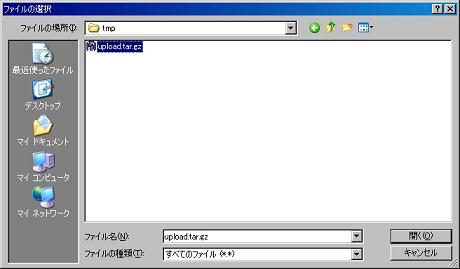 ファイルの選択
ファイルの場所(I):
tmp
upload.tar.gz
最近使ったファイル
デスクトップ
マイ ドキュメント
マイ コンピュータ
マイ ネットワーク
ファイル名(N):
upload.tar.gz
開く(O)
ファイルの種類(T):
すべてのファイル (*.*)
キャンセル